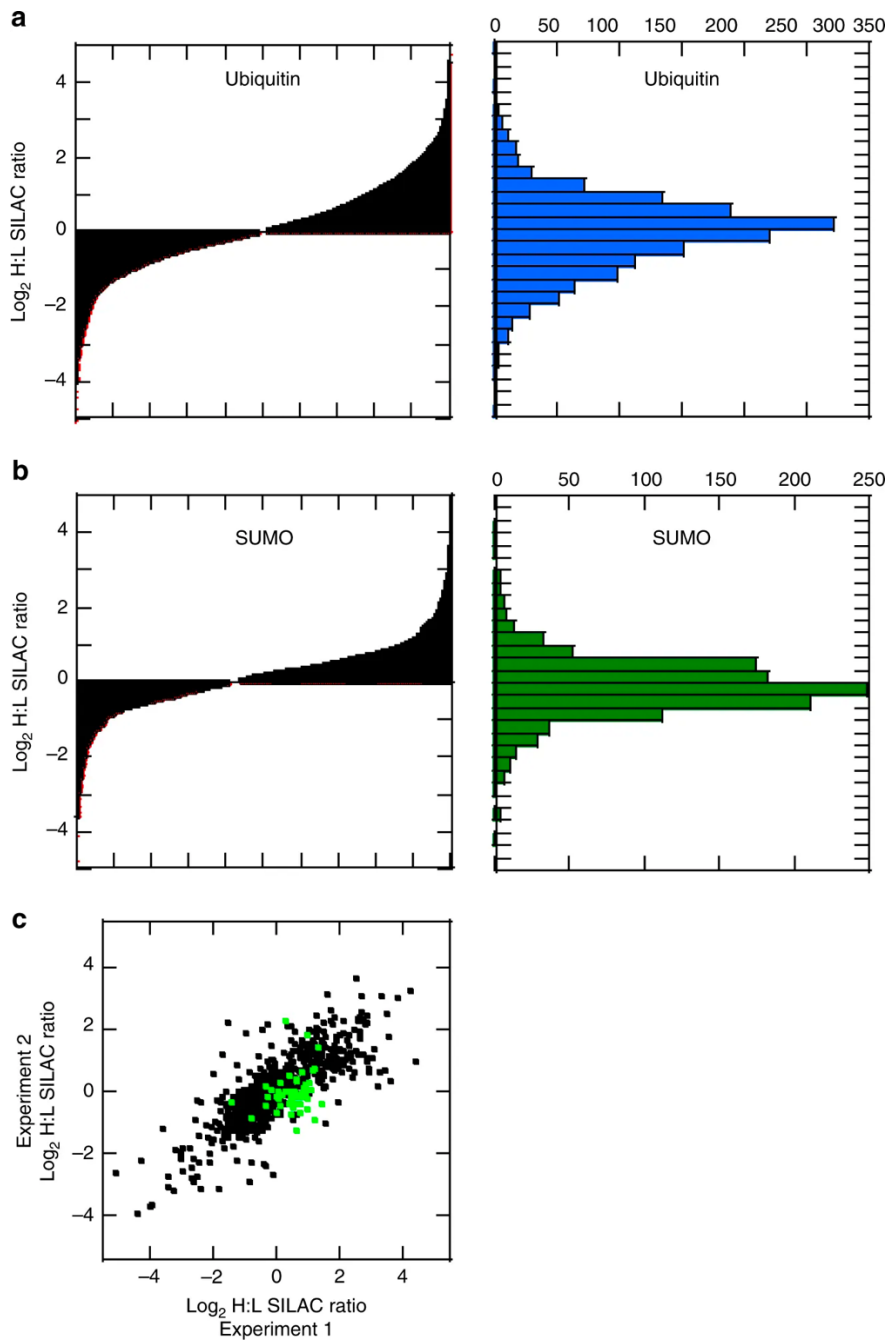 a
0 50 100 150 200 250 300 350
Ubiquitin
Ubiquitin
Log2 H:L SILAC ratio
4
2
0
−2
−4
b
0 50 100 150 200 250
SUMO
SUMO
Log2 H:L SILAC ratio
4
2
0
−2
−4
c
Experiment 2
Log2 H:L SILAC ratio
4
2
0
−2
−4
−4 −2 0 2 4
Log2 H:L SILAC ratio
Experiment 1